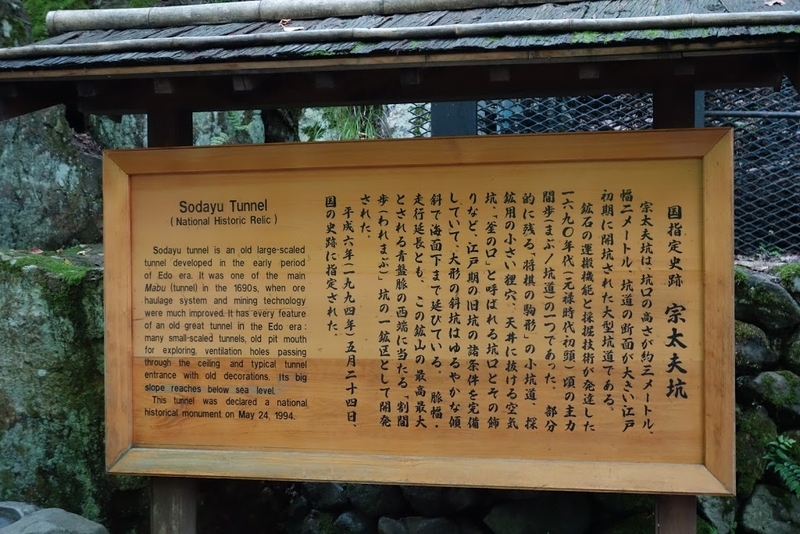 Sodayu Tunnel
( National Historic Relic )
Sodayu tunnel is an old large-scaled
tunnel developed in the early period
of Edo era. It was one of the main
Mabu (tunnel) in the 1690s, when ore
haulage system and mining technology
were much improved. It has every feature
of an old great tunnel in the Edo era :
many small-scaled tunnels, old pit mouth
for exploring, ventilation holes passing
through the ceiling and typical tunnel
entrance with old decorations. Its big
slope reaches below sea level.
This tunnel was declared a national
historical monument on May 24, 1994.
国指定史跡 宗太夫坑
宗太夫坑は、坑口の高さが約三メートル、
幅二メートル、坑道の断面が大きい江戸
初期に開坑された大型坑道である。
鉱石の運搬機能と採掘技術が発達した
一六九〇年代(元禄時代初頭)頃の主力
間歩(まぶ/坑道)の一つであった。部分
的に残る「将棋の駒形」の小坑道、探
鉱用の小さい狸穴、天井に抜ける空気
坑、「釜の口」と呼ばれる坑口とその飾
りなど、江戸期の旧坑の諸条件を完備
していて、大形の斜坑はゆるやかな傾
斜で海面下まで延びている。脈幅・
走行延長とも、この鉱山の最高最大
とされる青盤脈の西端に当たる「割間
歩(われまぶ)」坑の一鉱区として開発
された。
平成六年(一九九四年)五月二十四日、
国の史跡に指定された。